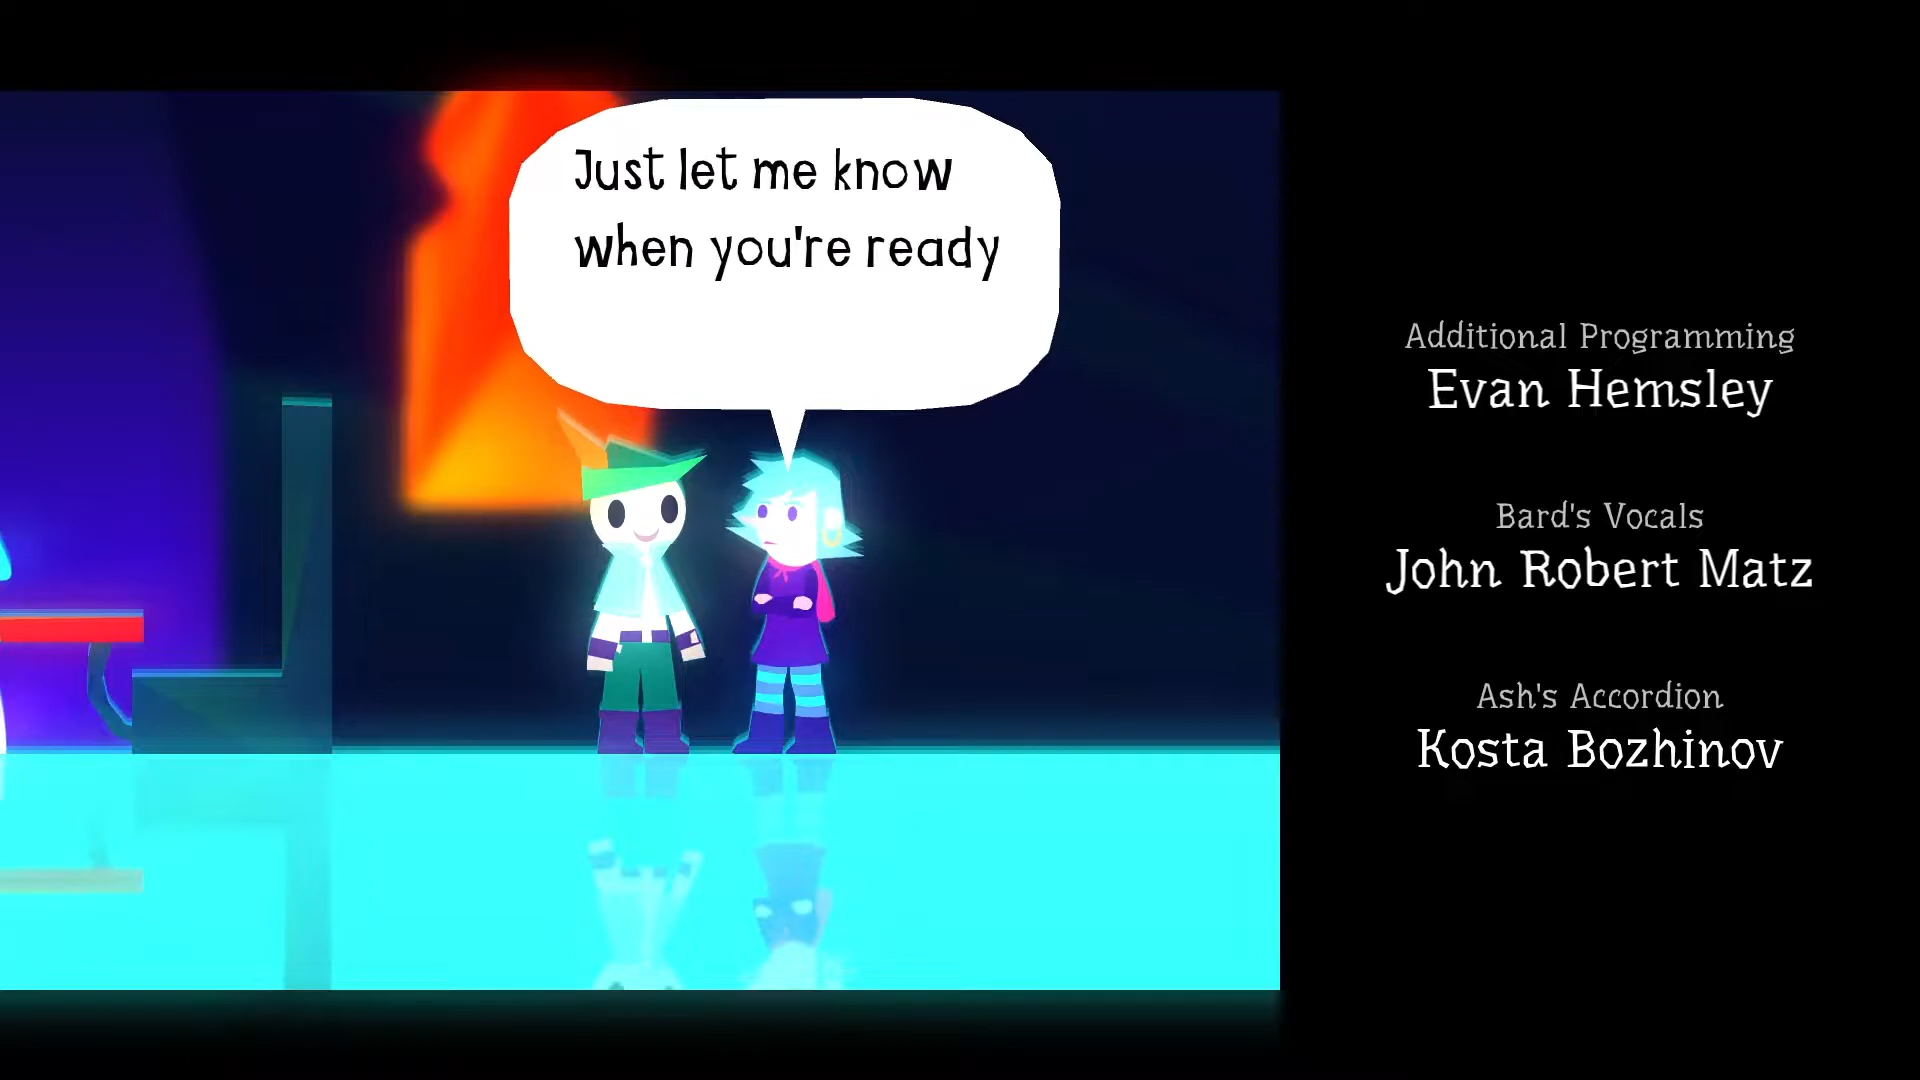 Just let me know
when you're ready
Additional Programming
Evan Hemsley
Bard's Vocals
John Robert Matz
Ash's Accordion
Kosta Bozhinov